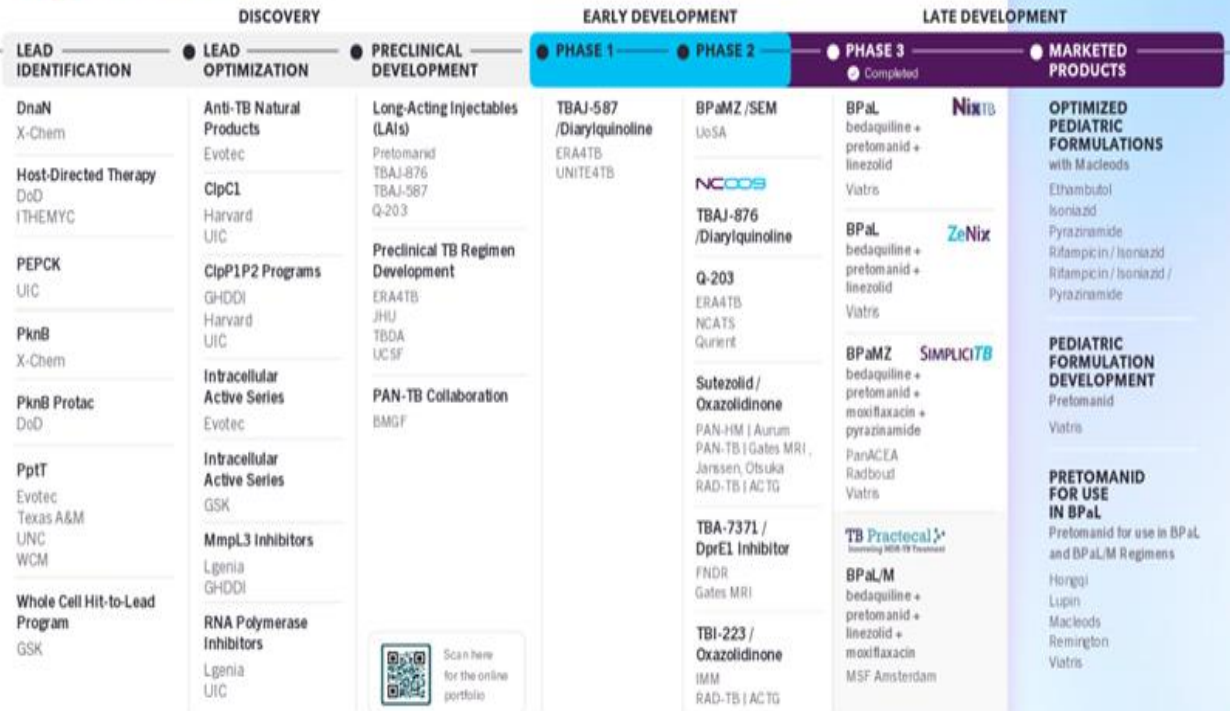 DISCOVERY
EARLY DEVELOPMENT
LATE DEVELOPMENT
LEAD
IDENTIFICATION
LEAD
OPTIMIZATION
PRECLINICAL
DEVELOPMENT
PHASE 1
PHASE 2
PHASE 3
Completed
MARKETED
PRODUCTS
DnaN
X-Chem
Host-Directed Therapy
DoD
ITHEMYC
PEPCK
UIC
PknB
X-Chem
PknB Protac
DoD
PptT
Evotec
Texas A&M
UNC
WCM
Whole Cell Hit-to-Lead
Program
GSK
Anti-TB Natural
Products
Evotec
ClpC1
Harvard
UIC
ClpP1P2 Programs
GHDDI
Harvard
UIC
Intracellular
Active Series
Evotec
Intracellular
Active Series
GSK
MmpL3 Inhibitors
Lgenia
GHDDI
RNA Polymerase
Inhibitors
Lgenia
UIC
Long-Acting Injectables
(LAIs)
Pretomanid
TBAJ-876
TBAJ-587
Q-203
Preclinical TB Regimen
Development
ERA4TB
JHU
TBDA
UCSF
PAN-TB Collaboration
BMGF
Scan here
for the online
portfolio
TBAJ-587
/Diarylquinoline
ERA4TB
UNITE4TB
BPaMZ /SEM
UoSA
NC009
TBAJ-876
/Diarylquinoline
Q-203
ERA4TB
NCATS
Qurient
Sutezolid /
Oxazolidinone
PAN-HM | Aurum
PAN-TB | Gates MRI,
Janssen, Otsuka
RAD-TB | ACTG
TBA-7371 /
DprE1 Inhibitor
FNDR
Gates MRI
TBI-223 /
Oxazolidinone
IMM
RAD-TB | ACTG
BPaL NixTB
bedaquiline +
pretomanid +
linezolid
Viatris
BPaL ZeNix
bedaquiline +
pretomanid +
linezolid
Viatris
BPaMZ SIMPLICITB
bedaquiline +
pretomanid +
moxiflaxacin +
pyrazinamide
PanACEA
Radboud
Viatris
TB Practecal
Innovating MDR-TB Treatment
BPaL/M
bedaquiline +
pretomanid +
linezolid +
moxiflaxacin
MSF Amsterdam
OPTIMIZED
PEDIATRIC
FORMULATIONS
with Macleods
Ethambutol
Isoniazid
Pyrazinamide
Rifampicin / Isoniazid
Rifampicin / Isoniazid /
Pyrazinamide
PEDIATRIC
FORMULATION
DEVELOPMENT
Pretomanid
Viatris
PRETOMANID
FOR USE
IN BPaL
Pretomanid for use in BPaL
and BPaL/M Regimens
Hongqi
Lupin
Macleods
Remington
Viatris